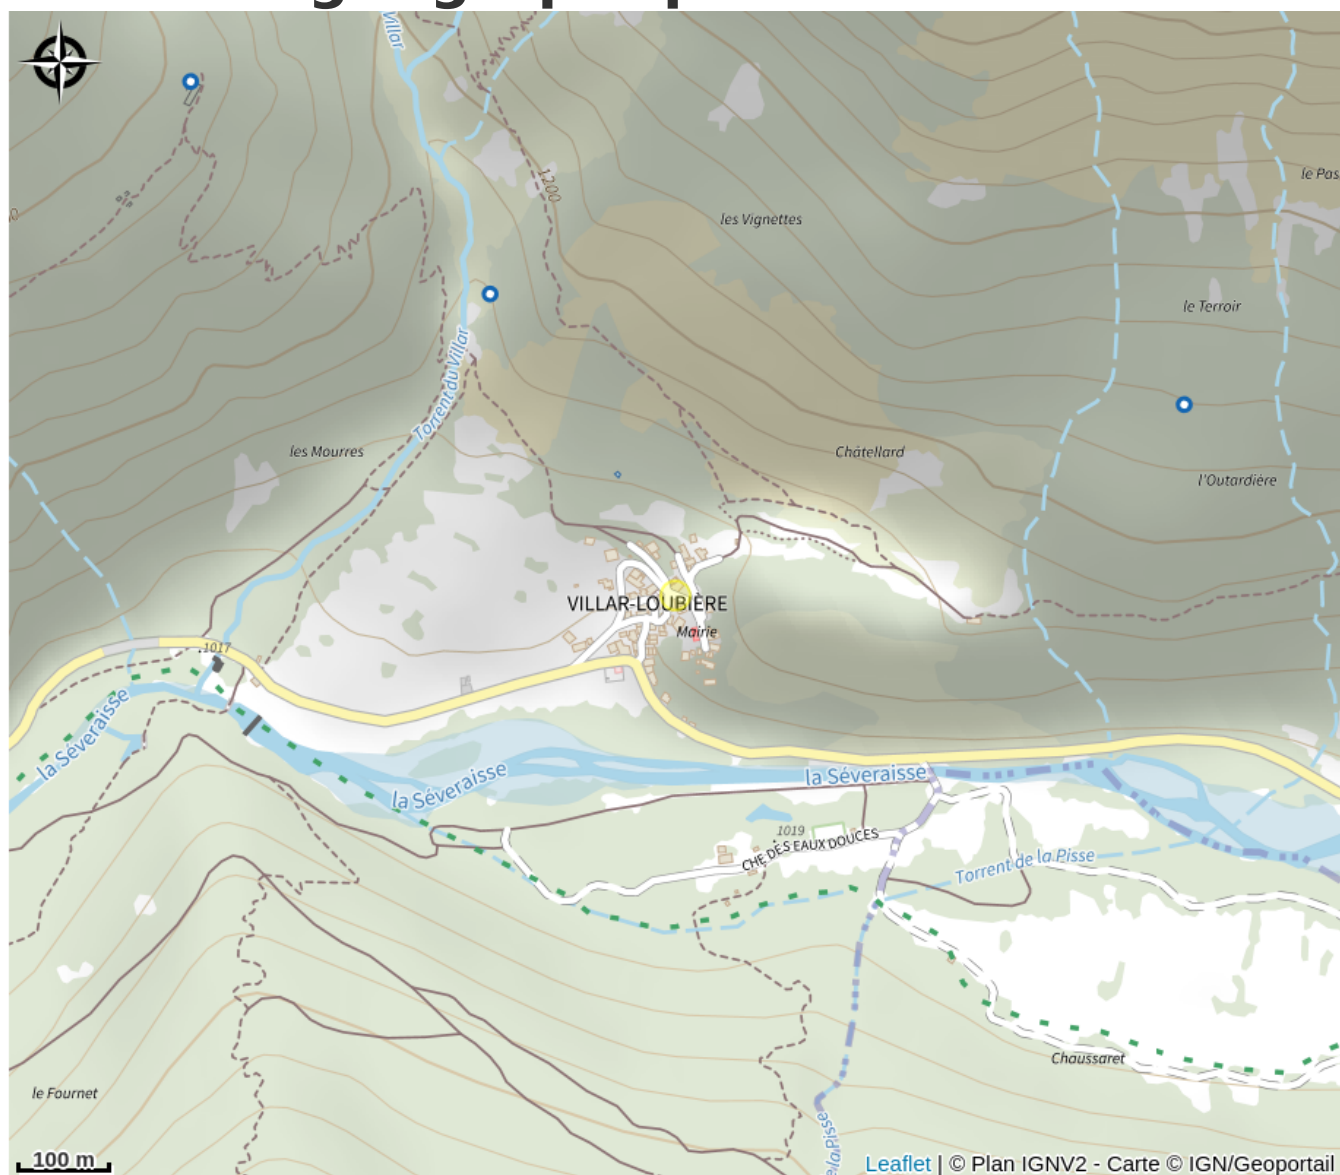 Villar
1200
le Pas
les Vignettes
le Terroir
Torrent du Villar
les Mourres
Châtellard
l'Outardière
VILLAR-LOUBIÈRE
Mairie
1017
la Séveraisse
la Séveraisse
la Séveraisse
1019
CHE DES EAUX DOUCES
Torrent de la Pisse
Chaussaret
le Fournet
e la Pisse
100 m
Leaflet | © Plan IGNV2 - Carte © IGN/Geoportail